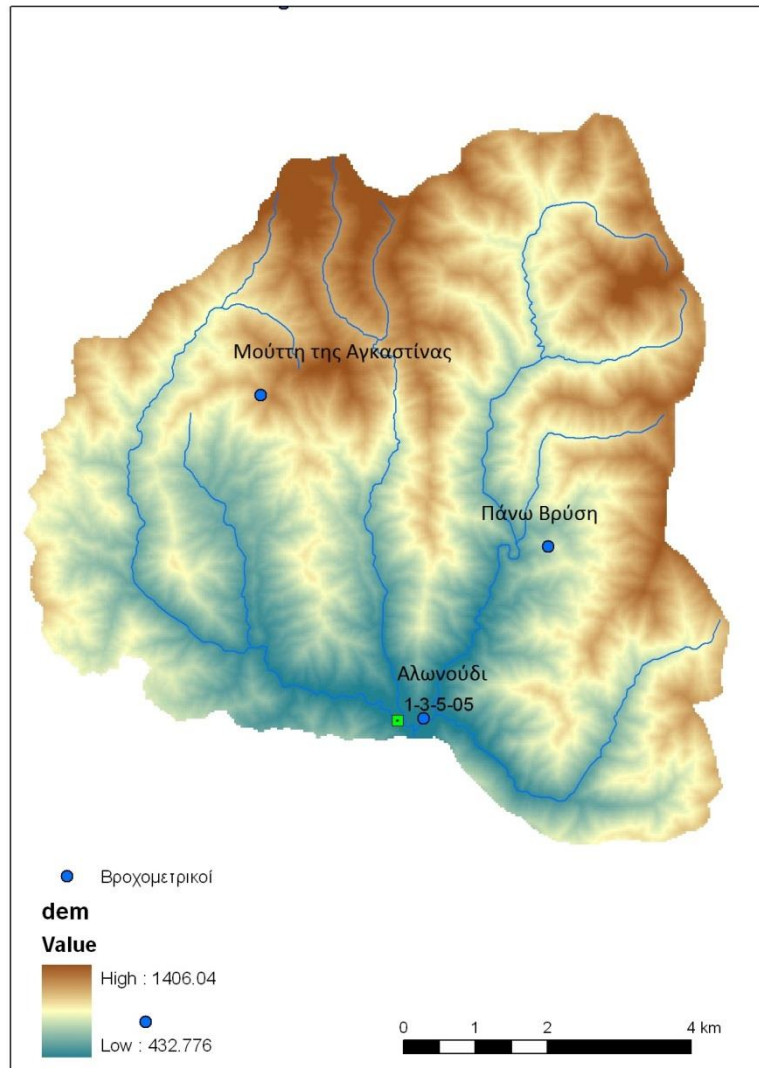 Μούττη της Αγκαστίνας
Πάνω Βρύση
Αλωνούδι
1-3-5-05
Βροχομετρικοί
dem
Value
High : 1406.04
Low : 432.776
0 1 2 4 km